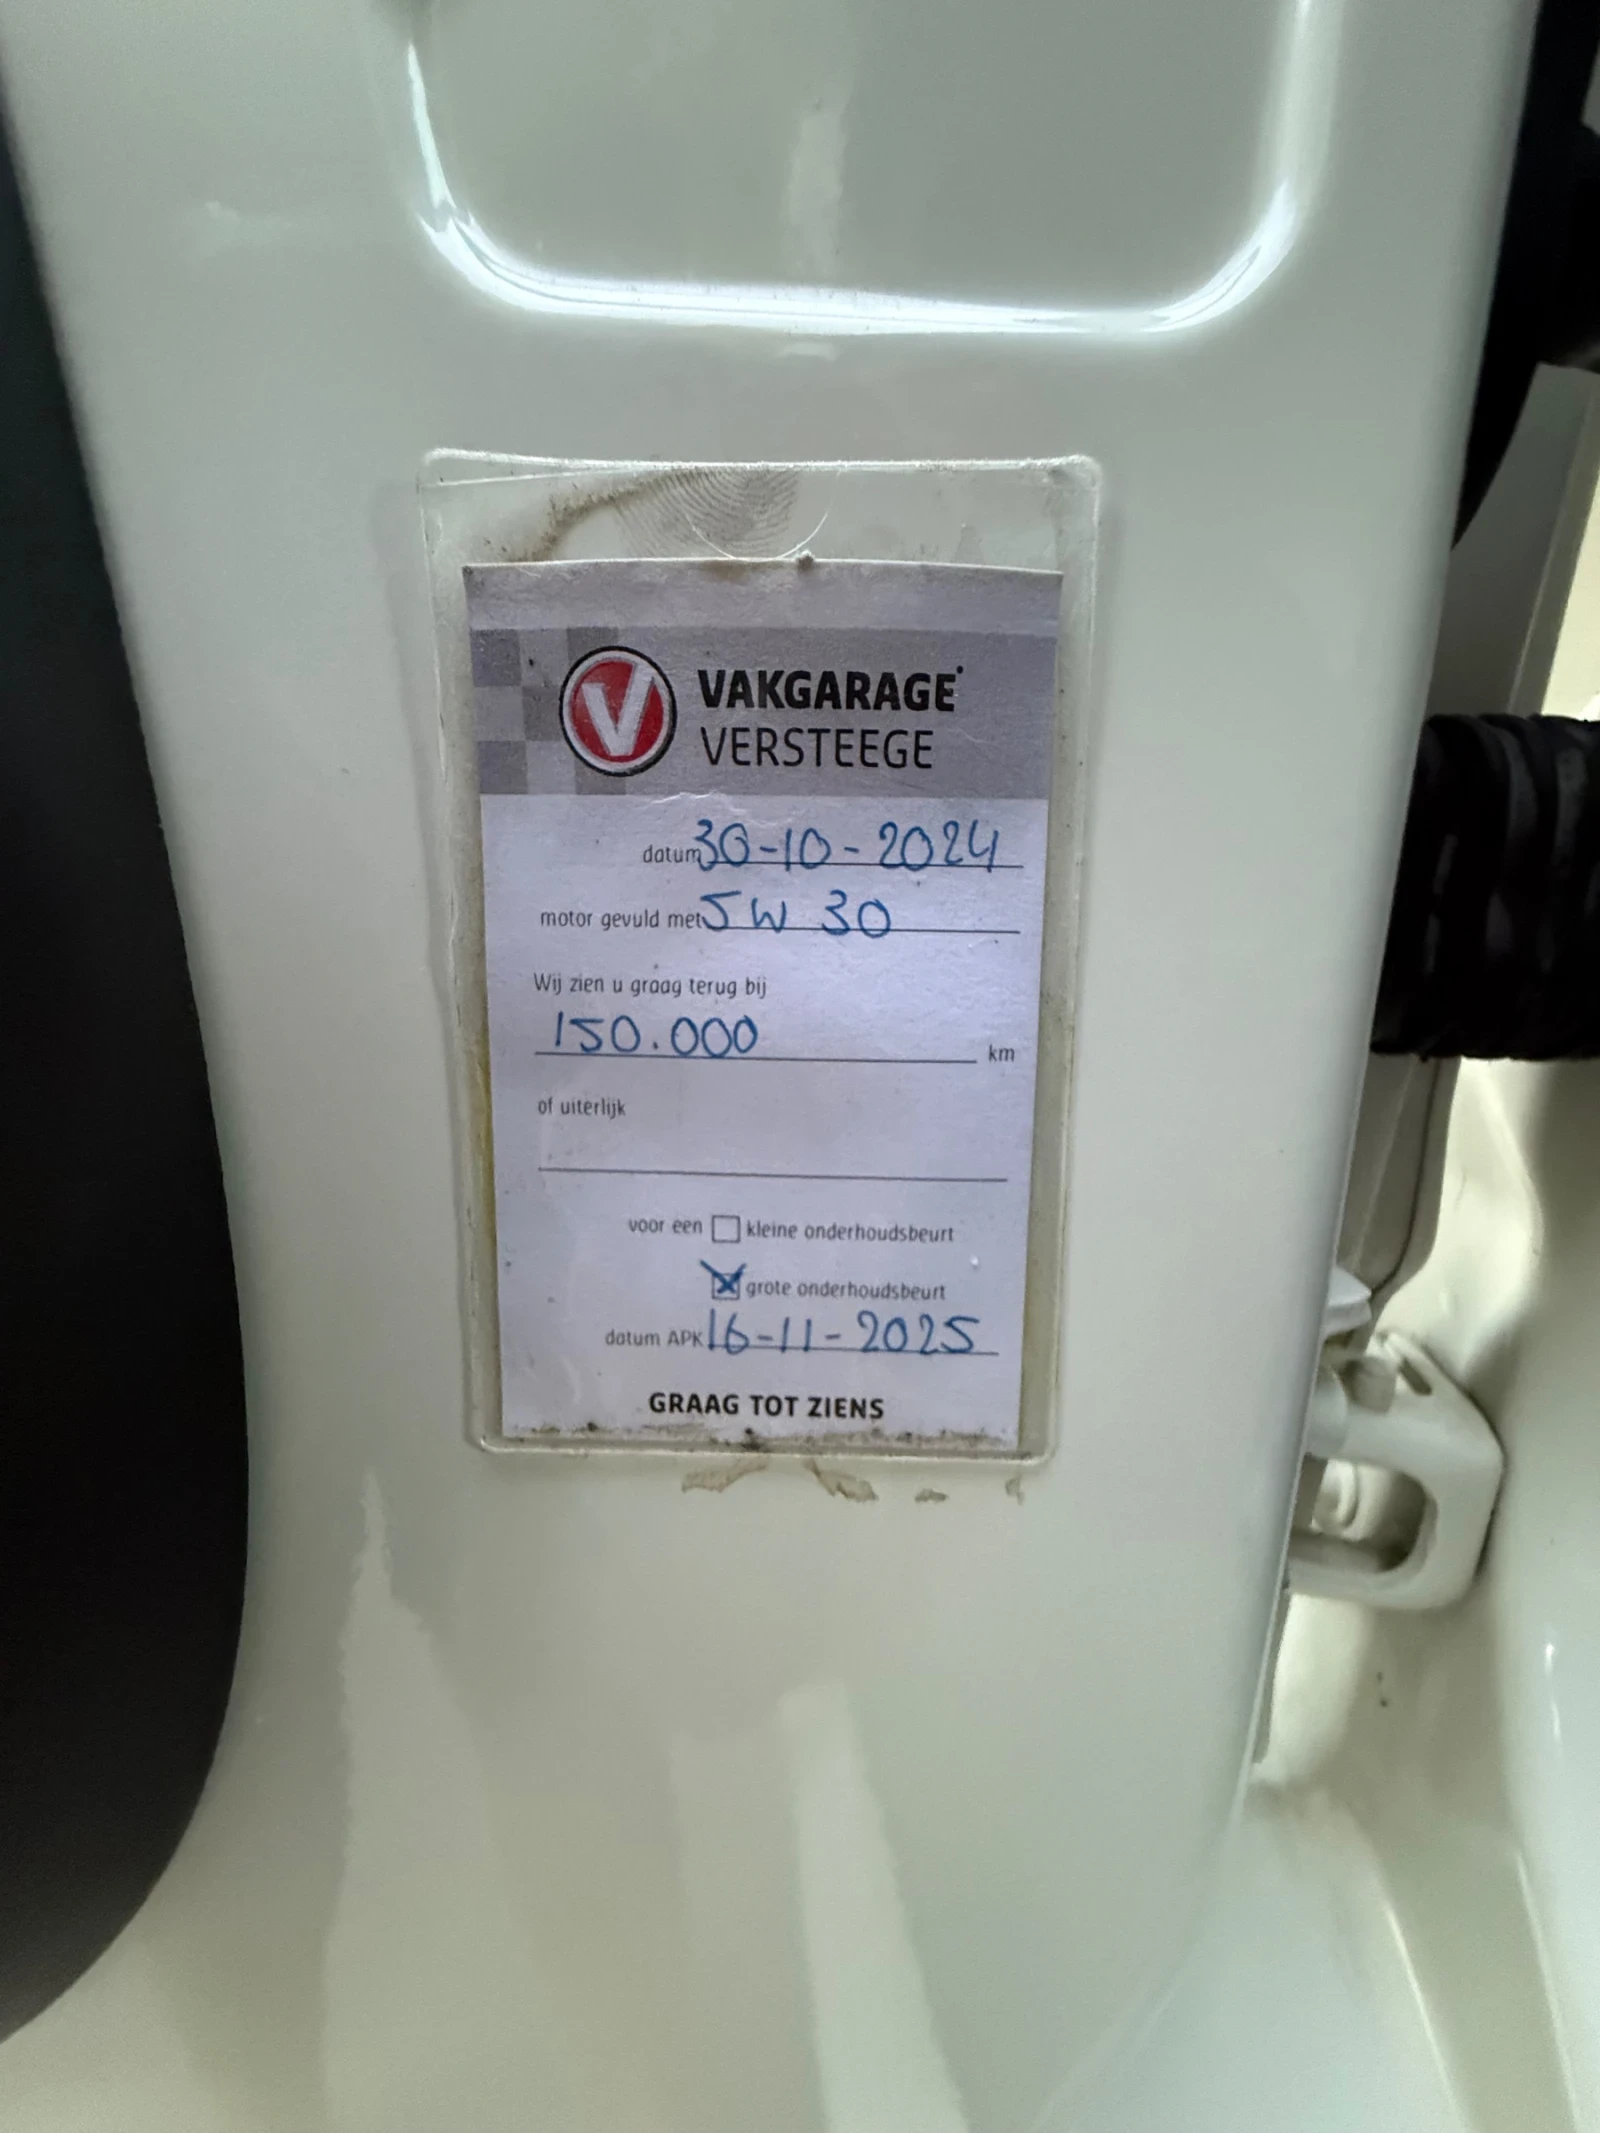 V VAKGARAGE
VERSTEEGE
datum 30-10-2024
motor gevuld met 5W 30
Wij zien u graag terug bij
150.000 km
of uiterlijk
voor een kleine onderhoudsbeurt
grote onderhoudsbeurt
datum APK 16-11-2025
GRAAG TOT ZIENS